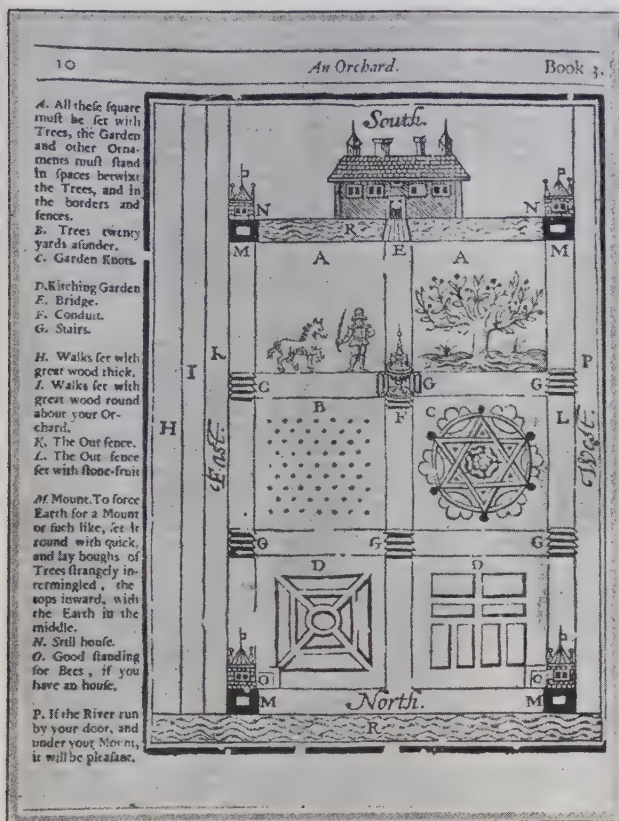 10 An Orchard. Book 3.
A. All theſe ſquare
muſt be ſet with
Trees, the Garden
and other Orna-
ments muſt ſtand
in ſpaces betwixt
the Trees, and in
the borders and
fences.
B. Trees twenty
yards aſunder.
C. Garden Knots.
D. Kitching Garden
E. Bridge.
F. Conduit.
G. Stairs.
H. Walks ſet with
great wood thick.
I. Walks ſet with
great wood round
about your Or-
chard.
K. The Out fence.
L. The Out fence
ſet with ſtone-fruit
M. Mount. To force
Earth for a Mount
or ſuch like, ſet it
round with quick,
and lay boughs of
Trees ſtrangely in-
termingled, the
tops inward, with
the Earth in the
middle.
N. Still houſe.
O. Good ſtanding
for Bees, if you
have an houſe.
P. If the River run
by your door, and
under your Mount,
it will be pleaſant.
South.
N N
R
M E M
A A
K P
I
G G G
B F C L
H
East. West.
G G G
D D
O O
M North. M
R